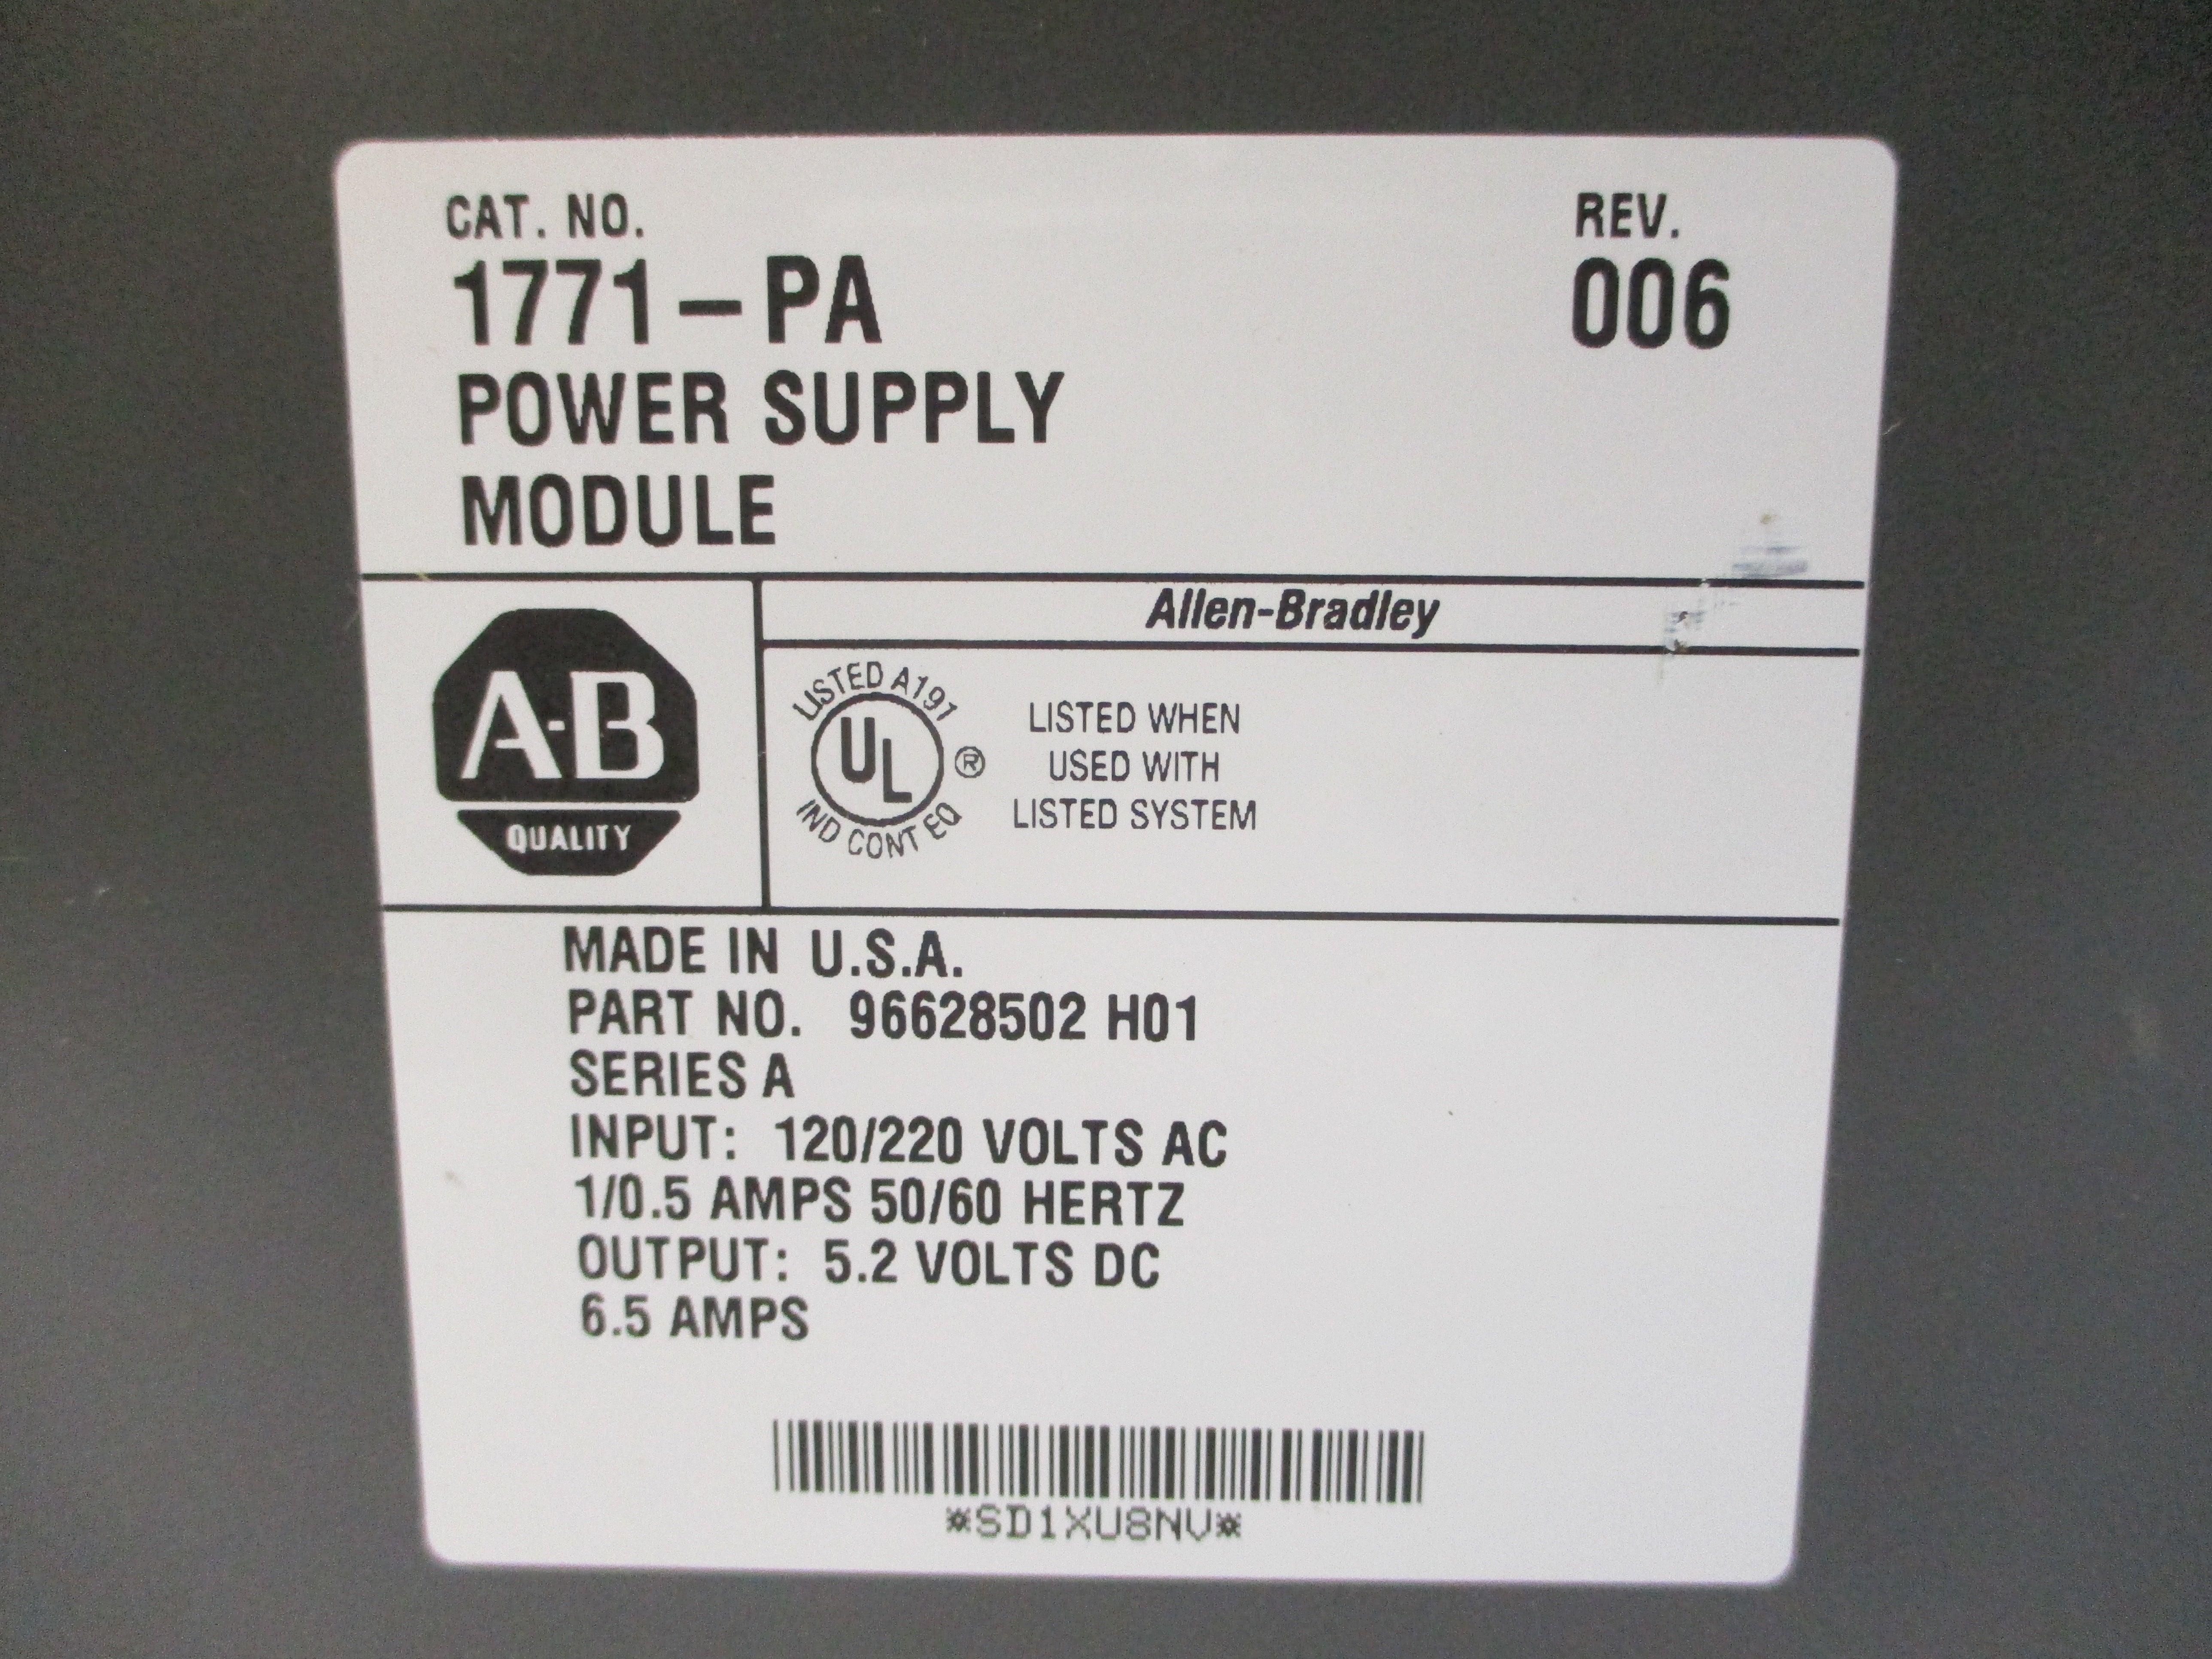 CAT. NO.
REV.
1771-PA
006
POWER SUPPLY
MODULE
Allen-Bradley
A-B
QUALITY
LISTED A191
UL ®
IND CONT EQ
LISTED WHEN
USED WITH
LISTED SYSTEM
MADE IN U.S.A.
PART NO. 96628502 H01
SERIES A
INPUT: 120/220 VOLTS AC
1/0.5 AMPS 50/60 HERTZ
OUTPUT: 5.2 VOLTS DC
6.5 AMPS
*SD1XU8NV*